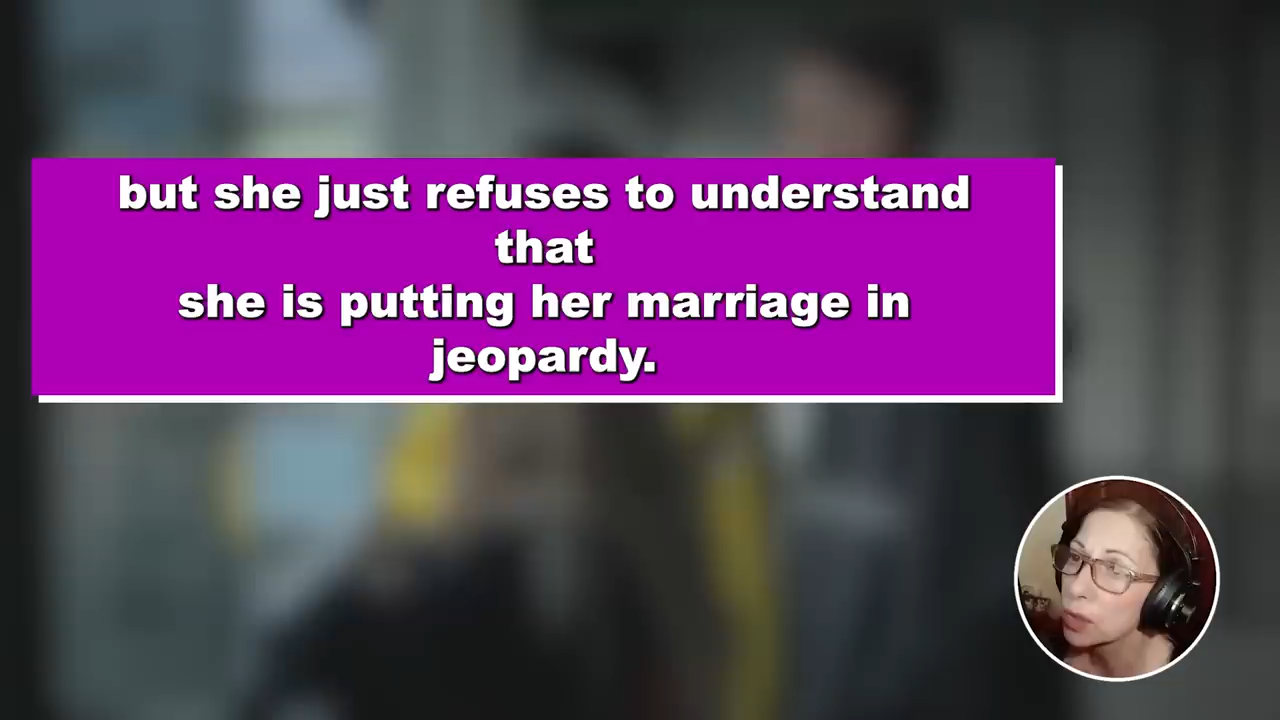 but she just refuses to understand
that
she is putting her marriage in
jeopardy.